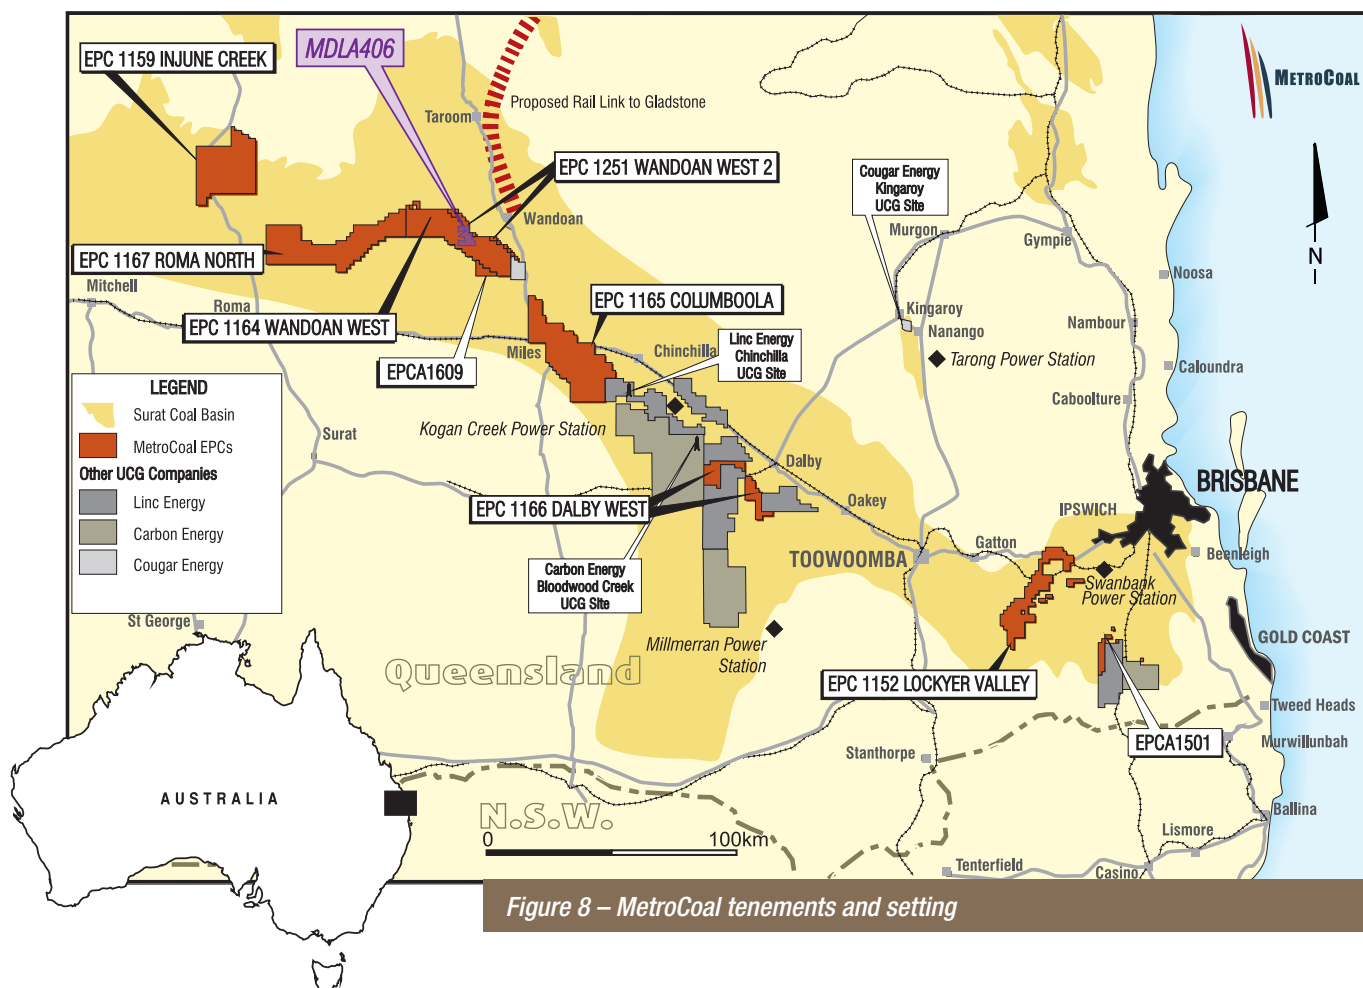 EPC 1159 INJUNE CREEK
MDLA406
METROCOAL
Proposed Rail Link to Gladstone
Taroom
EPC 1251 WANDOAN WEST 2
Cougar Energy
Kingaroy
UCG Site
Wandoan
Murgon
Gympie
N
EPC 1167 ROMA NORTH
Noosa
Mitchell
Roma
EPC 1165 COLUMBOOLA
Kingaroy
EPC 1164 WANDOAN WEST
Nanango
Nambour
Linc Energy
Chinchilla
UCG Site
Miles
Chinchilla
Tarong Power Station
Caloundra
EPCA1609
LEGEND
Surat Coal Basin
MetroCoal EPCs
Other UCG Companies
Linc Energy
Carbon Energy
Cougar Energy
Caboolture
Kogan Creek Power Station
Surat
Dalby
BRISBANE
EPC 1166 DALBY WEST
Oakey
IPSWICH
Gatton
Beenleigh
TOOWOOMBA
Carbon Energy
Bloodwood Creek
UCG Site
Swanbank
Power Station
St George
Millmerran Power
Station
GOLD COAST
Queensland
EPC 1152 LOCKYER VALLEY
Tweed Heads
EPCA1501
Murwillunbah
Stanthorpe
AUSTRALIA
N.S.W.
Ballina
0
100km
Lismore
Tenterfield
Casino
Figure 8 – MetroCoal tenements and setting